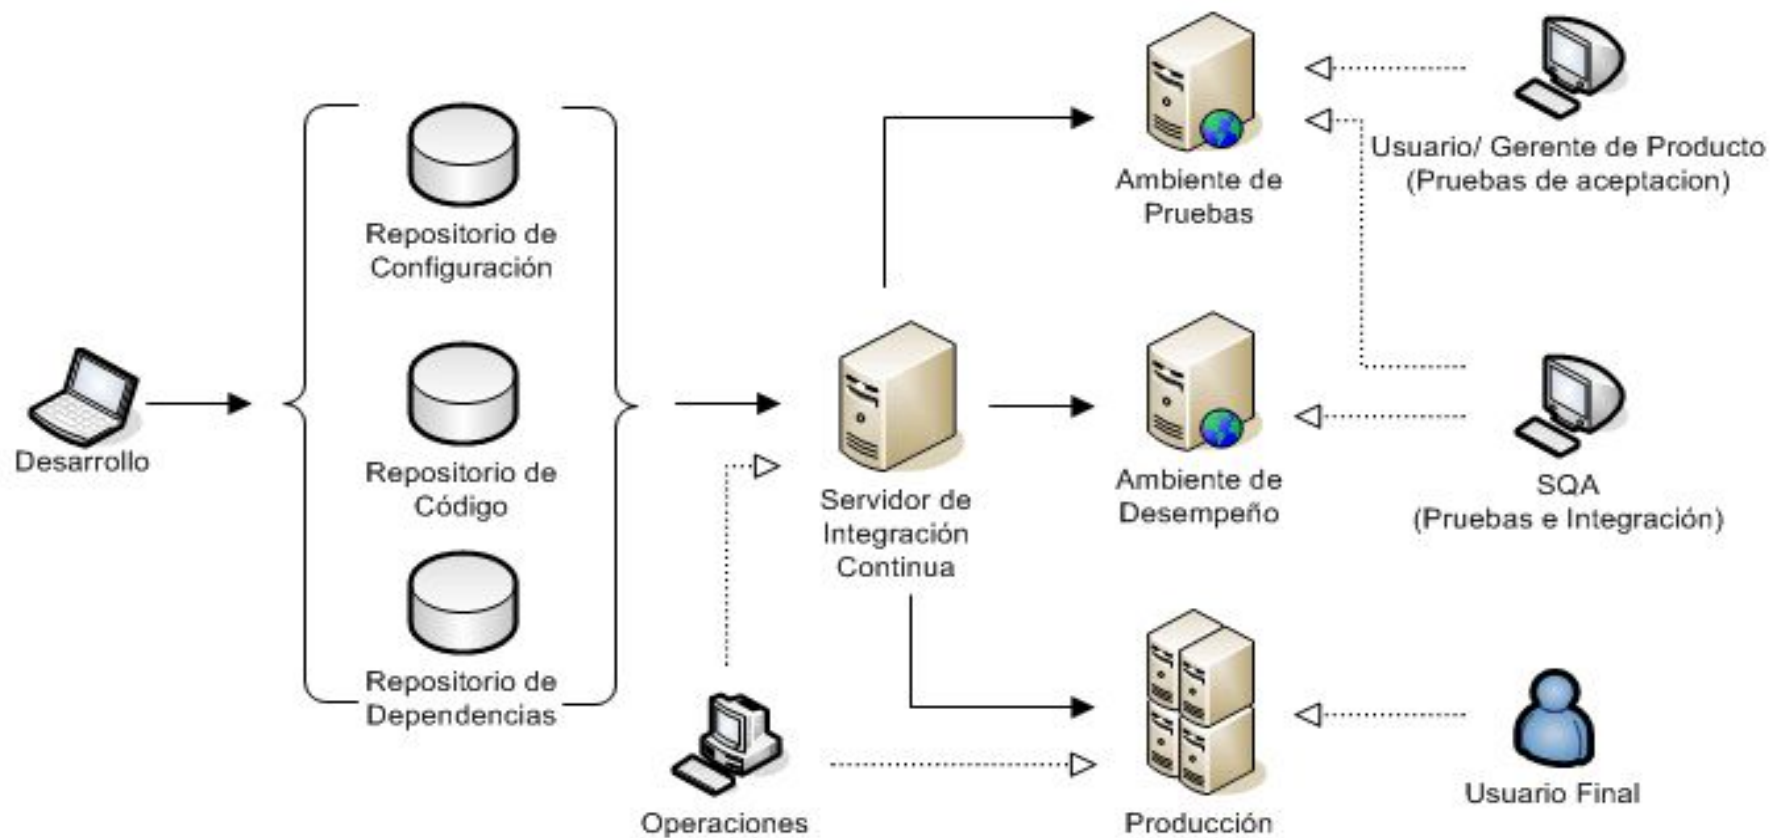 Ambiente de
Pruebas
Usuario/ Gerente de Producto
(Pruebas de aceptacion)
Repositorio de
Configuración
Desarrollo
Repositorio de
Código
Servidor de
Integración
Continua
Ambiente de
Desempeño
SQA
(Pruebas e Integración)
Repositorio de
Dependencias
Operaciones
Producción
Usuario Final